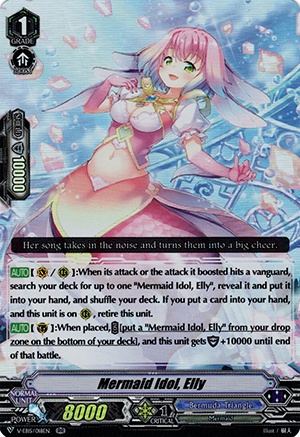 1
GRADE
BOOST
SHIELD
10000
Her song takes in the noise and turns them into a big cheer.
AUTO [ ]:When its attack or the attack it boosted hits a vanguard,
search your deck for up to one "Mermaid Idol, Elly", reveal it and put it
into your hand, and shuffle your deck. If you put a card into your hand,
and this unit is on , retire this unit.
AUTO [ ]:When placed, [put a "Mermaid Idol, Elly" from your drop
zone on the bottom of your deck], and this unit gets +10000 until end
of that turn.
Mermaid Idol, Elly
NORMAL
UNIT
POWER
8000
1
CRITICAL
Bermuda Triangle
Mermaid
V-EB15/018EN RR